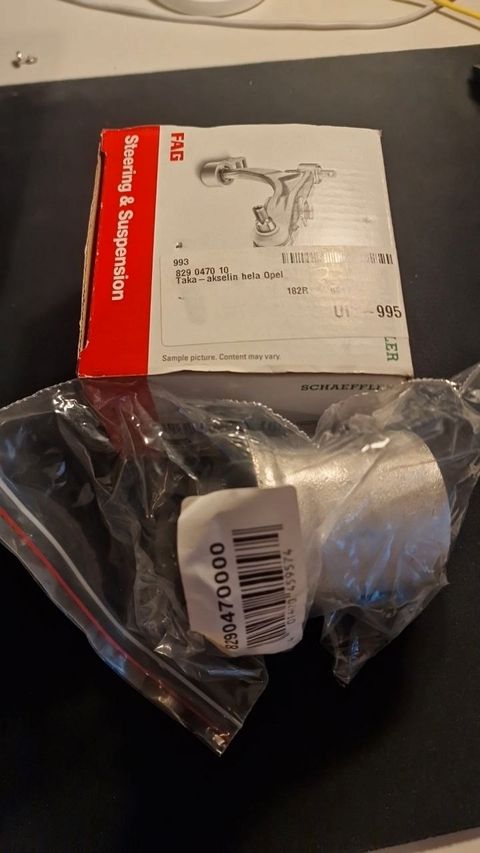 FAG
Steering & Suspension
993
829 0470 10
Taka-akselin hela Opel
182R
-995
LER
Sample picture. Content may vary.
SCHAEFFLER
8290470000